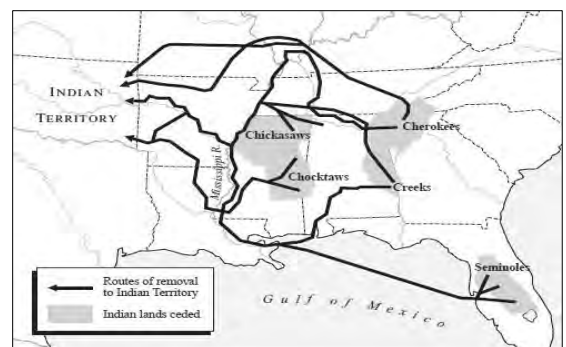 INDIAN
TERRITORY
Chickasaws
Cherokees
Mississippi R.
Chocktaws
Creeks
Seminoles
Gulf of Mexico
Routes of removal
to Indian Territory
Indian lands ceded